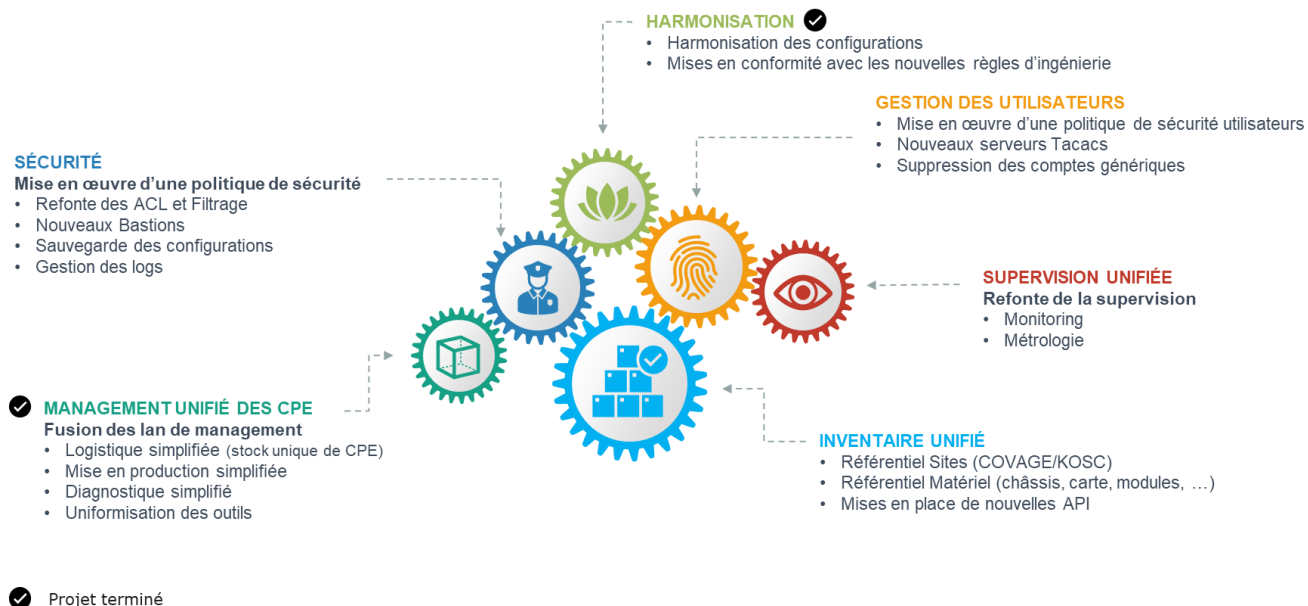 HARMONISATION
• Harmonisation des configurations
• Mises en conformité avec les nouvelles règles d'ingénierie
GESTION DES UTILISATEURS
• Mise en œuvre d'une politique de sécurité utilisateurs
• Nouveaux serveurs Tacacs
• Suppression des comptes génériques
SÉCURITÉ
Mise en œuvre d'une politique de sécurité
• Refonte des ACL et Filtrage
• Nouveaux Bastions
• Sauvegarde des configurations
• Gestion des logs
SUPERVISION UNIFIÉE
Refonte de la supervision
• Monitoring
• Métrologie
MANAGEMENT UNIFIÉ DES CPE
Fusion des lan de management
• Logistique simplifiée (stock unique de CPE)
• Mise en production simplifiée
• Diagnostique simplifié
• Uniformisation des outils
INVENTAIRE UNIFIÉ
• Référentiel Sites (COVAGE/KOSC)
• Référentiel Matériel (châssis, carte, modules, …)
• Mises en place de nouvelles API
Projet terminé